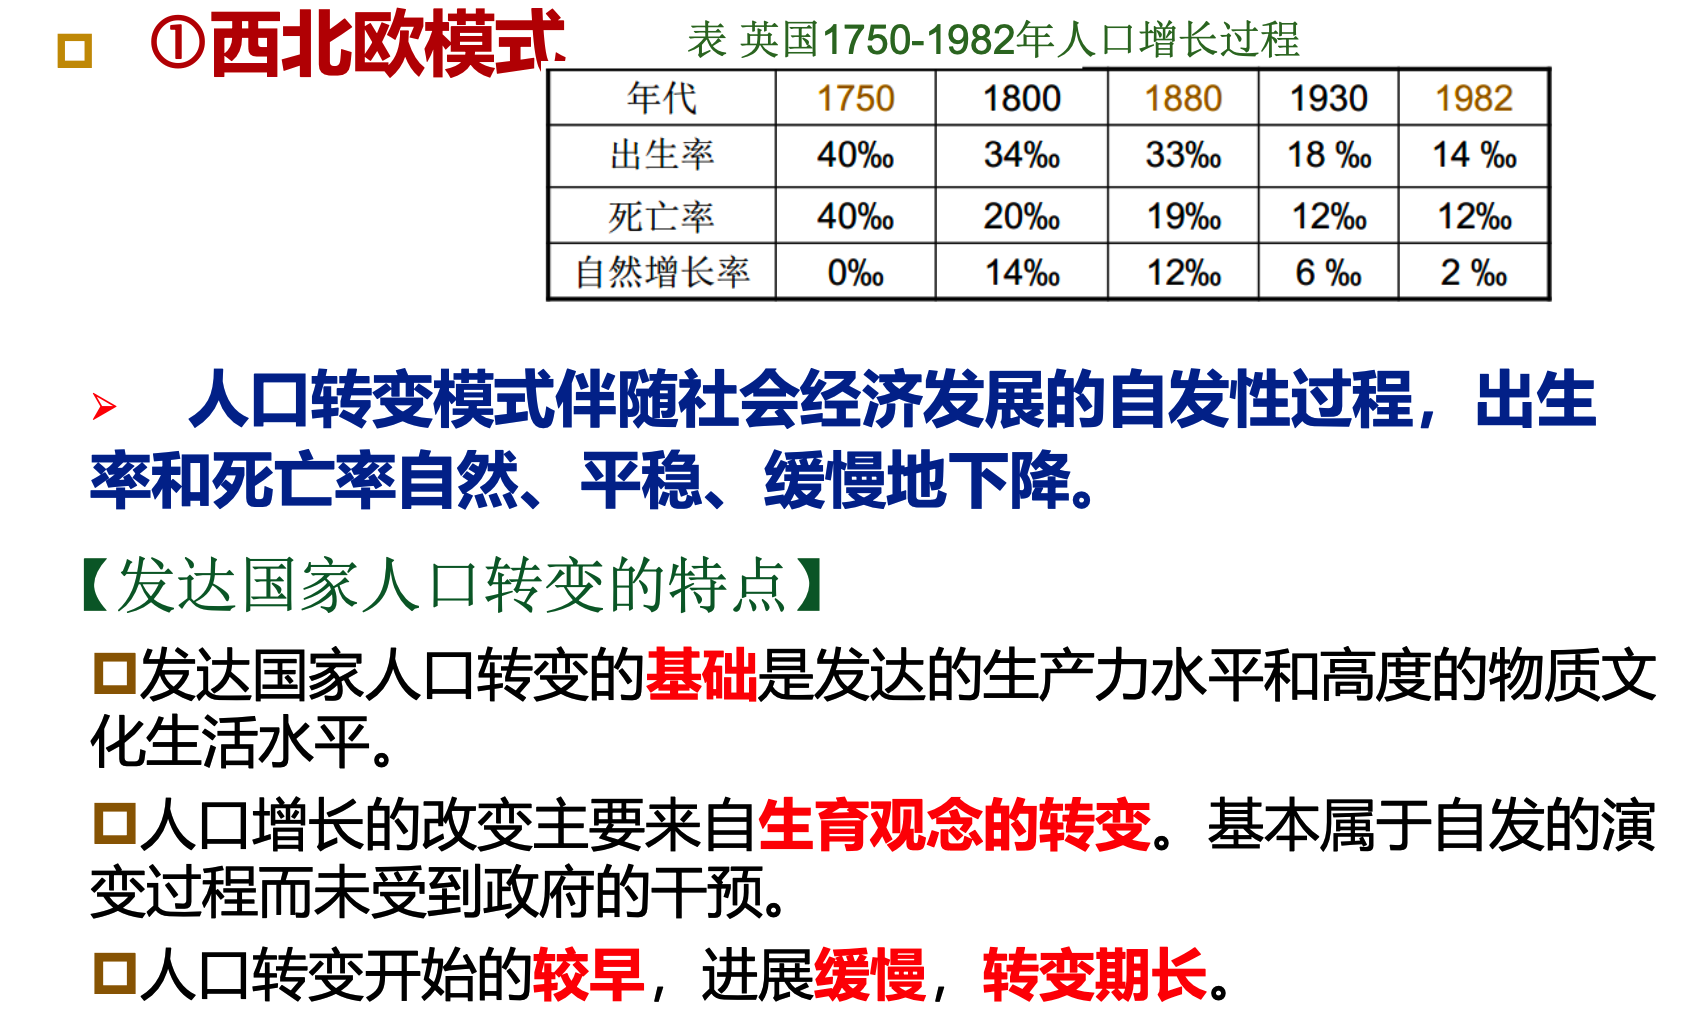 ①西北欧模式
表 英国1750-1982年人口增长过程
年代 1750 1800 1880 1930 1982
出生率 40‰ 34‰ 33‰ 18 ‰ 14 ‰
死亡率 40‰ 20‰ 19‰ 12‰ 12‰
自然增长率 0‰ 14‰ 12‰ 6 ‰ 2 ‰
人口转变模式伴随社会经济发展的自发性过程，出生
率和死亡率自然、平稳、缓慢地下降。
【发达国家人口转变的特点】
发达国家人口转变的基础是发达的生产力水平和高度的物质文
化生活水平。
人口增长的改变主要来自生育观念的转变。基本属于自发的演
变过程而未受到政府的干预。
人口转变开始的较早，进展缓慢，转变期长。